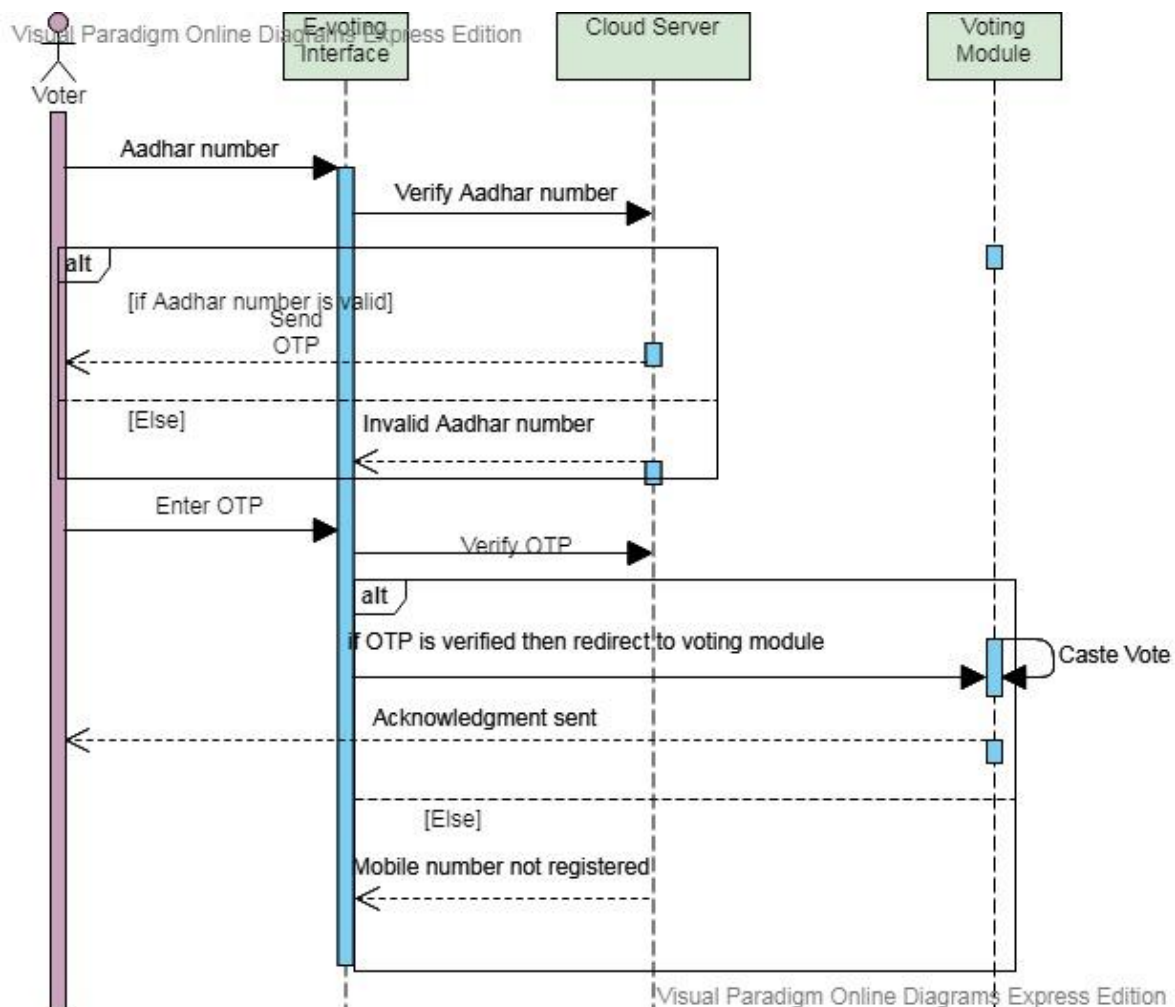 Visual Paradigm Online Diagrams Express Edition
E-voting
Interface
Cloud Server
Voting
Module
Voter
Aadhar number
Verify Aadhar number
alt
[if Aadhar number is valid]
Send
OTP
[Else]
Invalid Aadhar number
Enter OTP
Verify OTP
alt
if OTP is verified then redirect to voting module
Caste Vote
Acknowledgment sent
[Else]
Mobile number not registered
Visual Paradigm Online Diagrams Express Edition